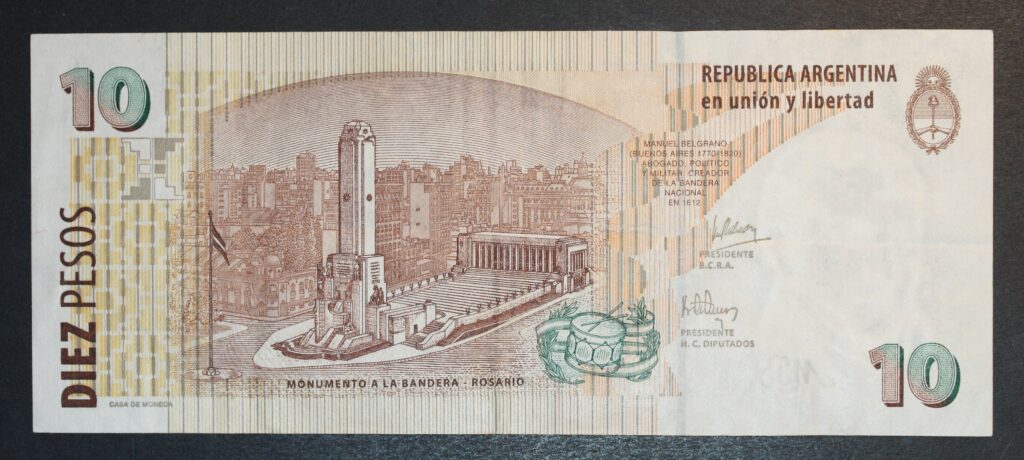 10
DIEZ PESOS
CASA DE MONEDA
MONUMENTO A LA BANDERA - ROSARIO
REPUBLICA ARGENTINA
en unión y libertad
MANUEL BELGRANO
(BUENOS AIRES 1770-1820)
ABOGADO, POLITICO
Y MILITAR, CREADOR
DE LA BANDERA
NACIONAL
EN 1812
PRESIDENTE
B.C.R.A.
PRESIDENTE
H. C. DIPUTADOS
10